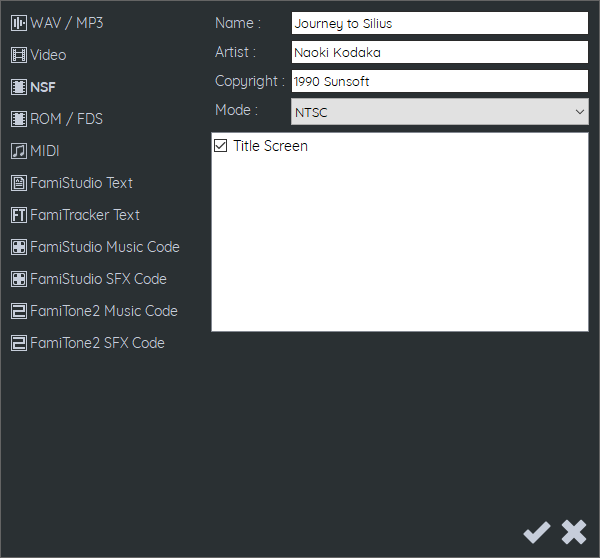 WAV / MP3
Video
NSF
ROM / FDS
MIDI
FamiStudio Text
FT FamiTracker Text
FamiStudio Music Code
FamiStudio SFX Code
FamiTone2 Music Code
FamiTone2 SFX Code
Name : Journey to Silius
Artist : Naoki Kodaka
Copyright : 1990 Sunsoft
Mode : NTSC
Title Screen